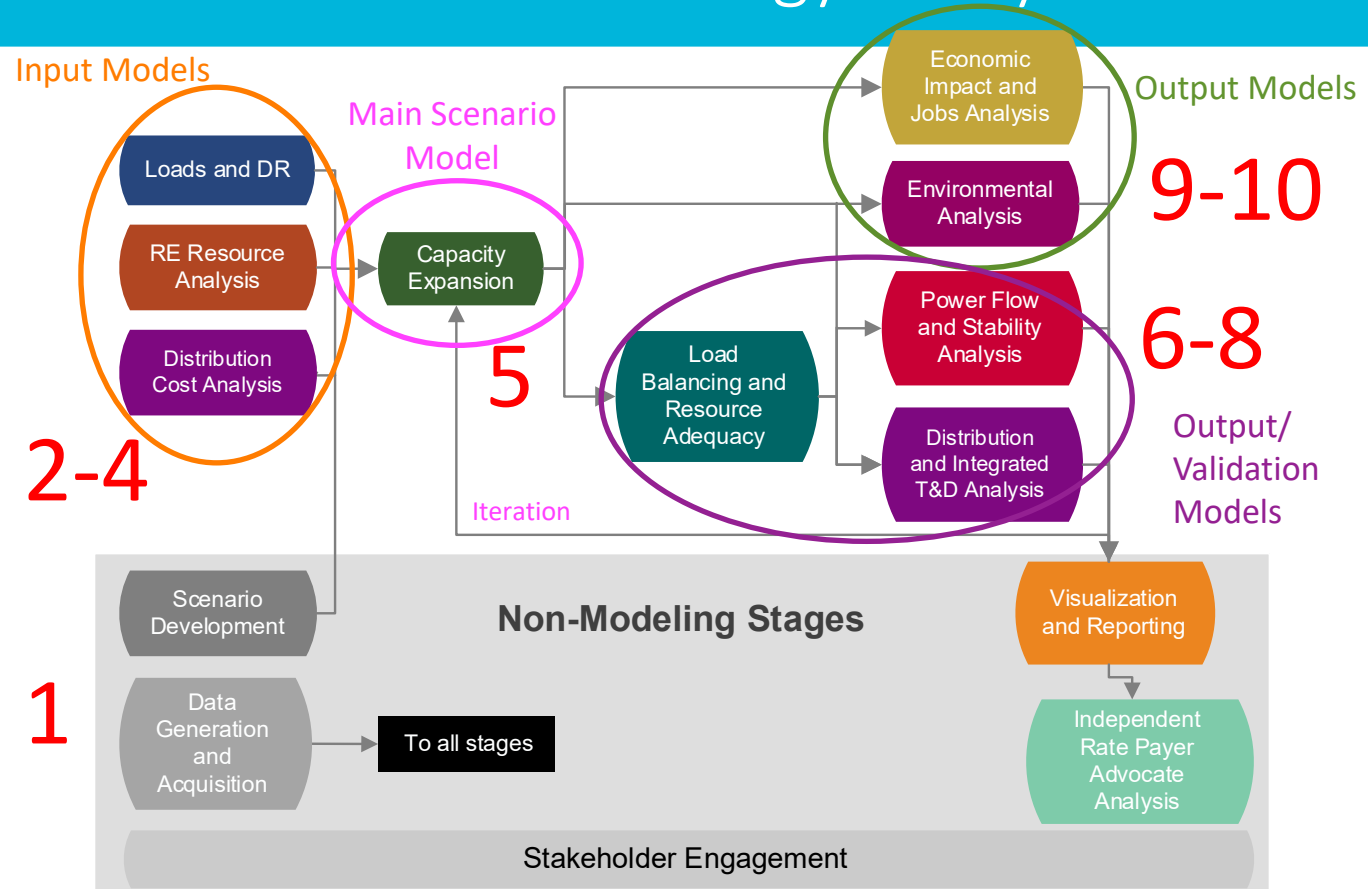 Input Models
Loads and DR
RE Resource
Analysis
Distribution
Cost Analysis
2-4
Main Scenario
Model
Capacity
Expansion
5
Iteration
Economic
Impact and
Jobs Analysis
Environmental
Analysis
Output Models
9-10
Load
Balancing and
Resource
Adequacy
Power Flow
and Stability
Analysis
Distribution
and Integrated
T&D Analysis
6-8
Output/
Validation
Models
Non-Modeling Stages
Scenario
Development
1
Data
Generation
and
Acquisition
To all stages
Visualization
and Reporting
Independent
Rate Payer
Advocate
Analysis
Stakeholder Engagement